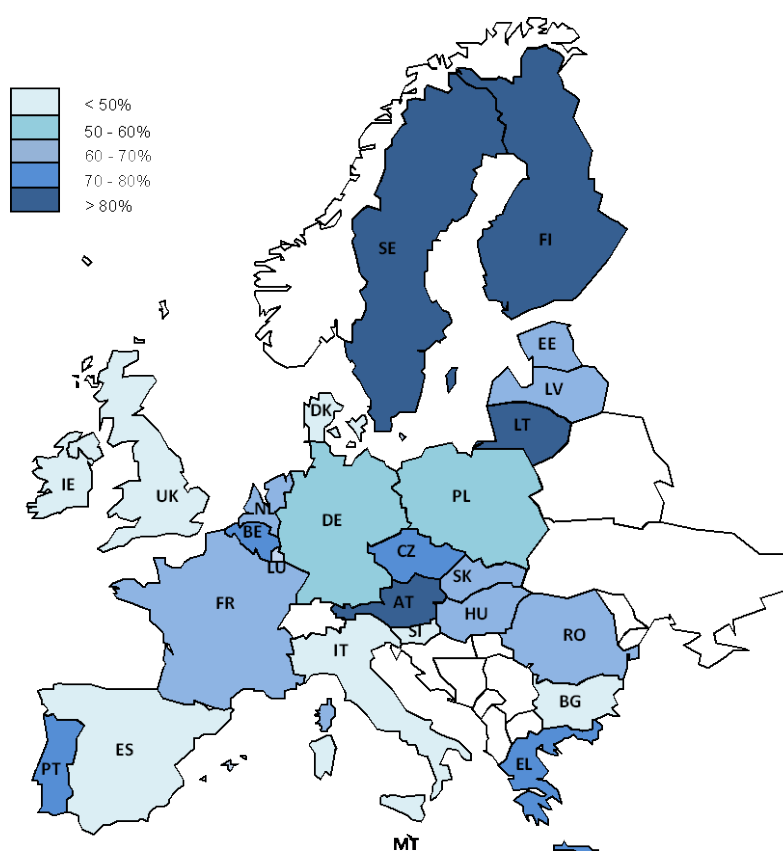 < 50%
50 - 60%
60 - 70%
70 - 80%
> 80%
SE
FI
EE
LV
DK
LT
IE
UK
NL
PL
DE
BE
CZ
LU
SK
FR
AT
HU
SI
RO
IT
BG
ES
PT
EL
MT